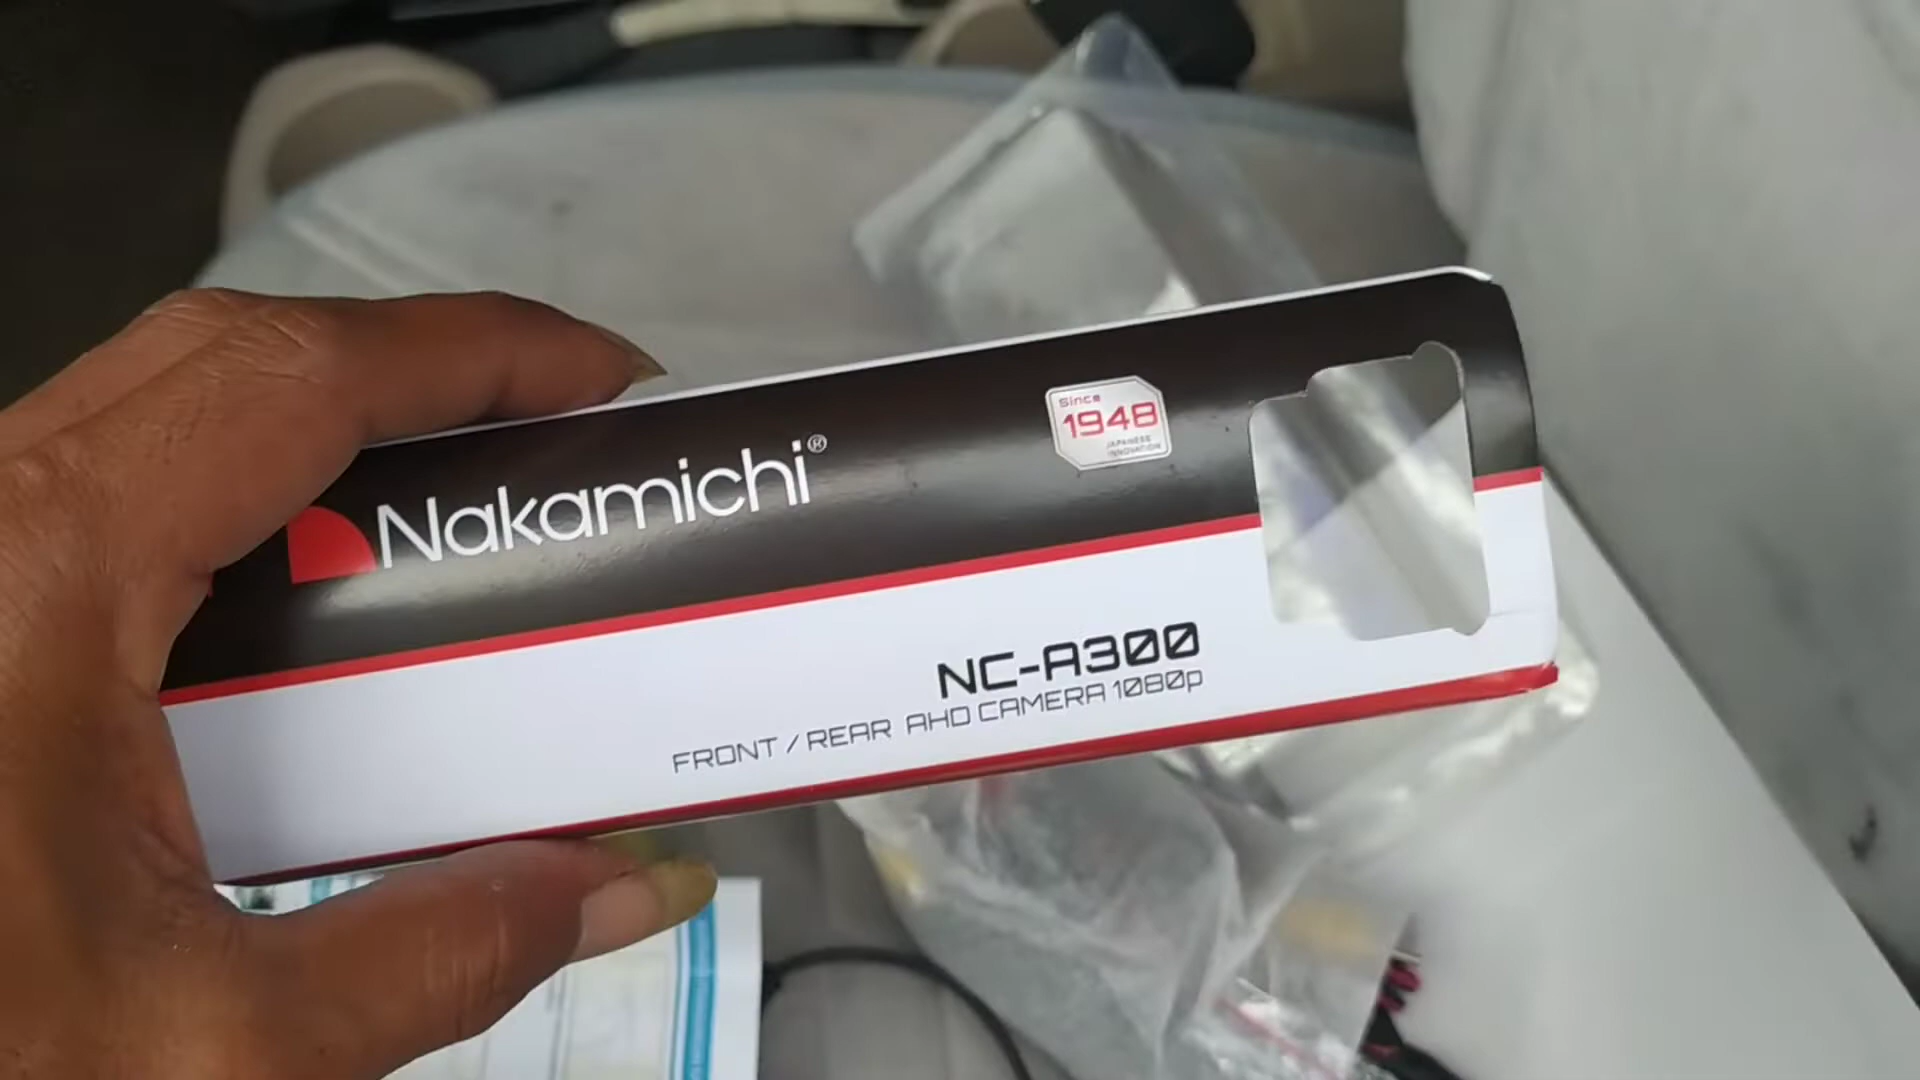 Nakamichi®
Since
1948
JAPANESE
INNOVATION
NC-A300
FRONT / REAR AHD CAMERA 1080p